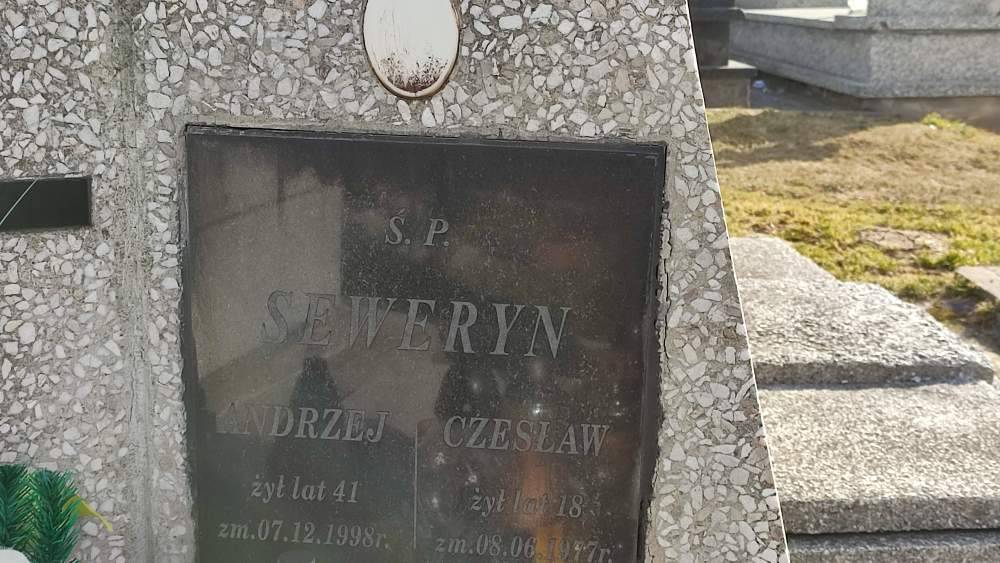 Ś. P.
SEWERYN
ANDRZEJ CZESŁAW
żył lat 41 żył lat 18
zm.07.12.1998r. zm.08.06.1977r.